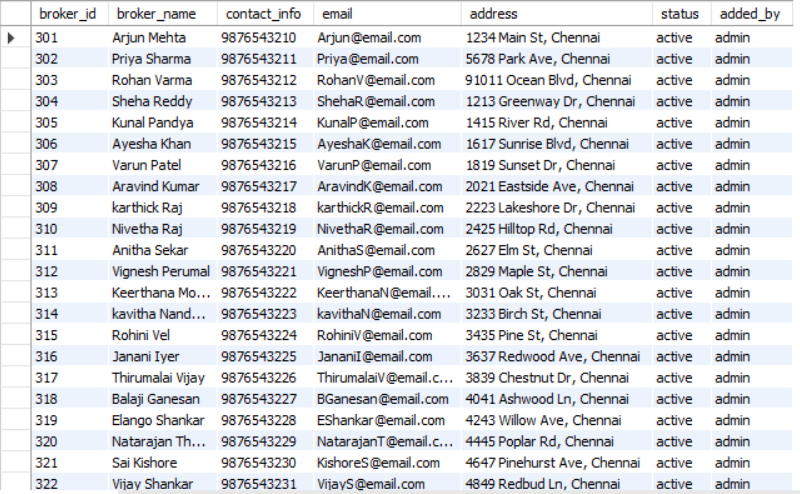 broker_id broker_name contact_info email address status added_by
301 Arjun Mehta 9876543210 Arjun@email.com 1234 Main St, Chennai active admin
302 Priya Sharma 9876543211 Priya@email.com 5678 Park Ave, Chennai active admin
303 Rohan Varma 9876543212 RohanV@email.com 91011 Ocean Blvd, Chennai active admin
304 Sheha Reddy 9876543213 ShehaR@email.com 1213 Greenway Dr, Chennai active admin
305 Kunal Pandya 9876543214 KunalP@email.com 1415 River Rd, Chennai active admin
306 Ayesha Khan 9876543215 AyeshaK@email.com 1617 Sunrise Blvd, Chennai active admin
307 Varun Patel 9876543216 VarunP@email.com 1819 Sunset Dr, Chennai active admin
308 Aravind Kumar 9876543217 AravindK@email.com 2021 Eastside Ave, Chennai active admin
309 karthick Raj 9876543218 karthickR@email.com 2223 Lakeshore Dr, Chennai active admin
310 Nivetha Raj 9876543219 NivethaR@email.com 2425 Hilltop Rd, Chennai active admin
311 Anitha Sekar 9876543220 AnithaS@email.com 2627 Elm St, Chennai active admin
312 Vignesh Perumal 9876543221 VigneshP@email.com 2829 Maple St, Chennai active admin
313 Keerthana Mo... 9876543222 KeerthanaN@email.... 3031 Oak St, Chennai active admin
314 kavitha Nand... 9876543223 kavithaN@email.com 3233 Birch St, Chennai active admin
315 Rohini Vel 9876543224 RohiniV@email.com 3435 Pine St, Chennai active admin
316 Janani Iyer 9876543225 JananiI@email.com 3637 Redwood Ave, Chennai active admin
317 Thirumalai Vijay 9876543226 ThirumalaiV@email.c... 3839 Chestnut Dr, Chennai active admin
318 Balaji Ganesan 9876543227 BGanesan@email.com 4041 Ashwood Ln, Chennai active admin
319 Elango Shankar 9876543228 EShankar@email.com 4243 Willow Ave, Chennai active admin
320 Natarajan Th... 9876543229 NatarajanT@email.c... 4445 Poplar Rd, Chennai active admin
321 Sai Kishore 9876543230 KishoreS@email.com 4647 Pinehurst Ave, Chennai active admin
322 Vijay Shankar 9876543231 VijayS@email.com 4849 Redbud Ln, Chennai active admin